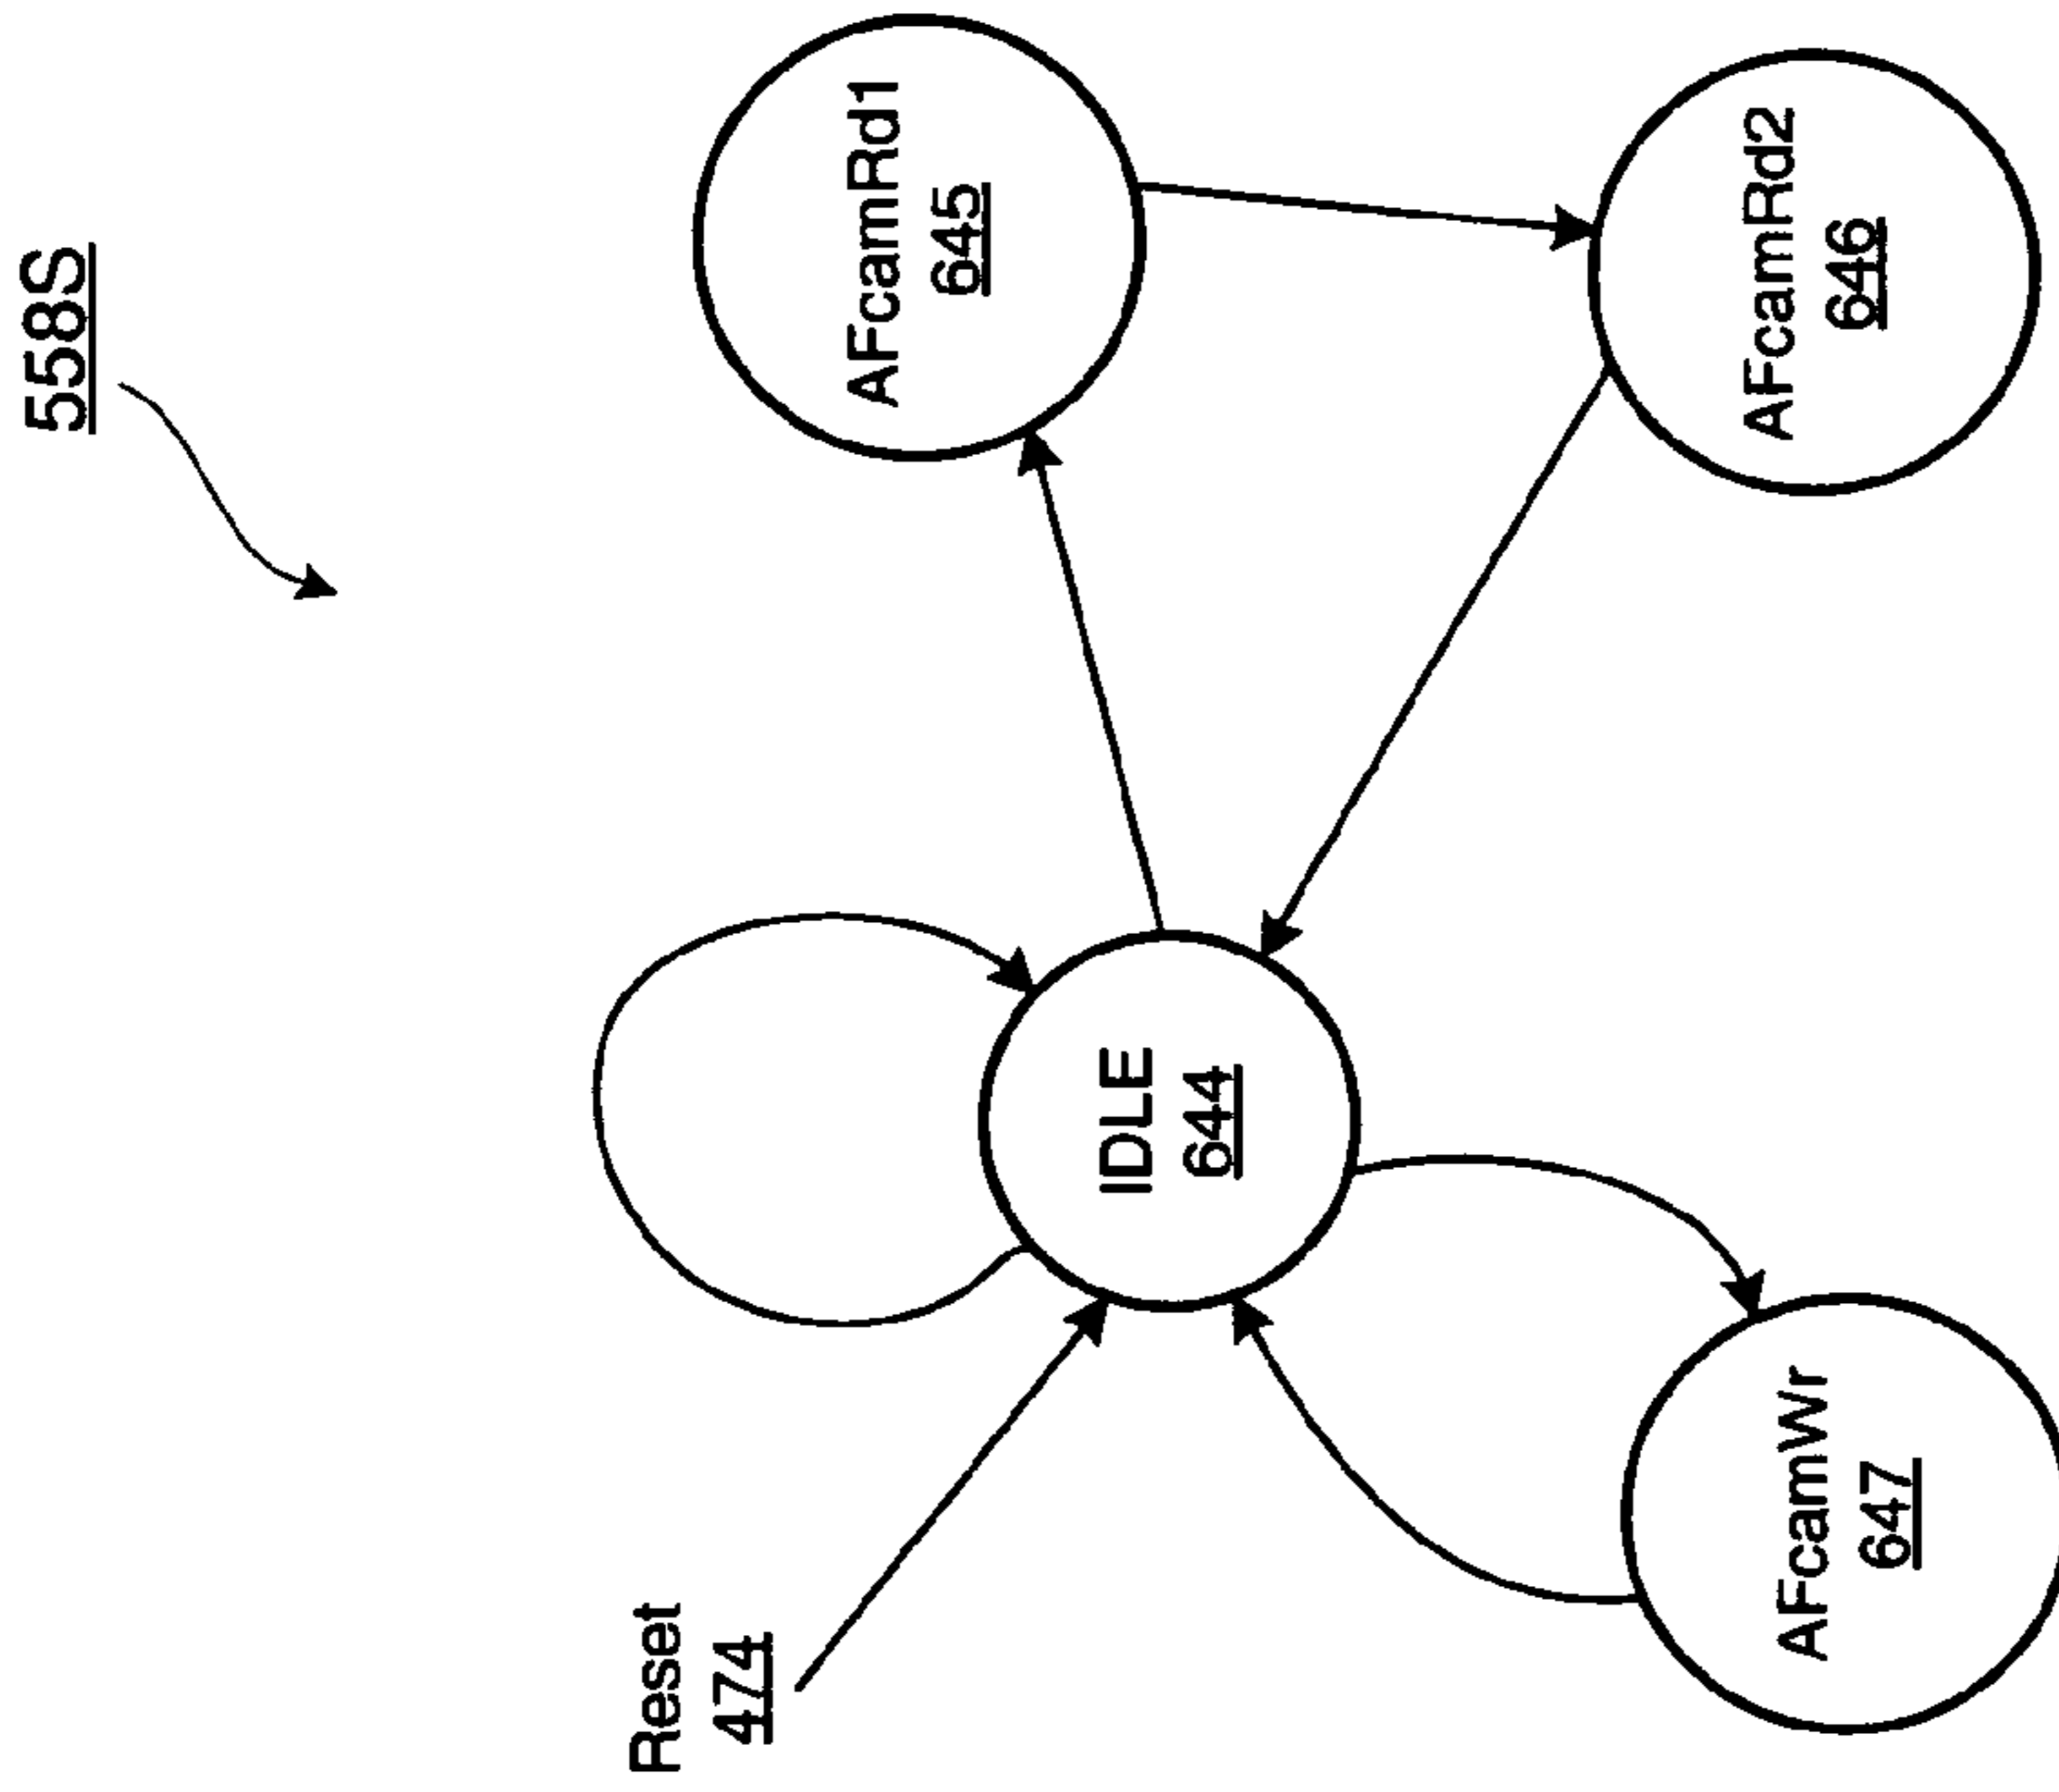 558S
Reset
474
IDLE
644
AFcamRd1
645
AFcamRd2
646
AFcamWr
647